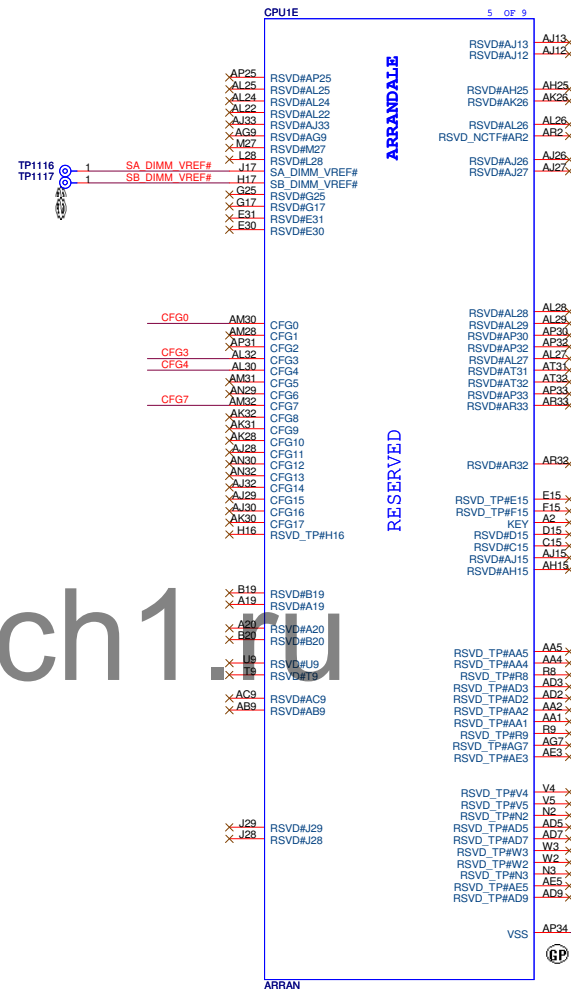 CPU1E
5 OF 9
ARRANDALE
RESERVED
AP25 RSVD#AP25
AL25 RSVD#AL25
AL24 RSVD#AL24
AL22 RSVD#AL22
AJ33 RSVD#AJ33
AG9 RSVD#AG9
M27 RSVD#M27
L28 RSVD#L28
TP1116 1 SA_DIMM_VREF# J17 SA_DIMM_VREF#
TP1117 1 SB_DIMM_VREF# H17 SB_DIMM_VREF#
G25 RSVD#G25
G17 RSVD#G17
E31 RSVD#E31
E30 RSVD#E30
CFG0 AM30 CFG0
AM28 CFG1
AP31 CFG2
CFG3 AL32 CFG3
CFG4 AL30 CFG4
AM31 CFG5
AN29 CFG6
CFG7 AM32 CFG7
AK32 CFG8
AK31 CFG9
AK28 CFG10
AJ28 CFG11
AN30 CFG12
AN32 CFG13
AJ32 CFG14
AJ29 CFG15
AJ30 CFG16
AK30 CFG17
H16 RSVD_TP#H16
B19 RSVD#B19
A19 RSVD#A19
A20 RSVD#A20
B20 RSVD#B20
U9 RSVD#U9
T9 RSVD#T9
AC9 RSVD#AC9
AB9 RSVD#AB9
J29 RSVD#J29
J28 RSVD#J28
RSVD#AJ13 AJ13
RSVD#AJ12 AJ12
RSVD#AH25 AH25
RSVD#AK26 AK26
RSVD#AL26 AL26
RSVD_NCTF#AR2 AR2
RSVD#AJ26 AJ26
RSVD#AJ27 AJ27
RSVD#AL28 AL28
RSVD#AL29 AL29
RSVD#AP30 AP30
RSVD#AP32 AP32
RSVD#AL27 AL27
RSVD#AT31 AT31
RSVD#AT32 AT32
RSVD#AP33 AP33
RSVD#AR33 AR33
RSVD#AR32 AR32
RSVD_TP#E15 E15
RSVD_TP#F15 F15
KEY A2
RSVD#D15 D15
RSVD#C15 C15
RSVD#AJ15 AJ15
RSVD#AH15 AH15
RSVD_TP#AA5 AA5
RSVD_TP#AA4 AA4
RSVD_TP#R8 R8
RSVD_TP#AD3 AD3
RSVD_TP#AD2 AD2
RSVD_TP#AA2 AA2
RSVD_TP#AA1 AA1
RSVD_TP#R9 R9
RSVD_TP#AG7 AG7
RSVD_TP#AE3 AE3
RSVD_TP#V4 V4
RSVD_TP#V5 V5
RSVD_TP#N2 N2
RSVD_TP#AD5 AD5
RSVD_TP#AD7 AD7
RSVD_TP#W3 W3
RSVD_TP#W2 W2
RSVD_TP#N3 N3
RSVD_TP#AE5 AE5
RSVD_TP#AD9 AD9
VSS AP34
GP
ARRAN
ch1.ru